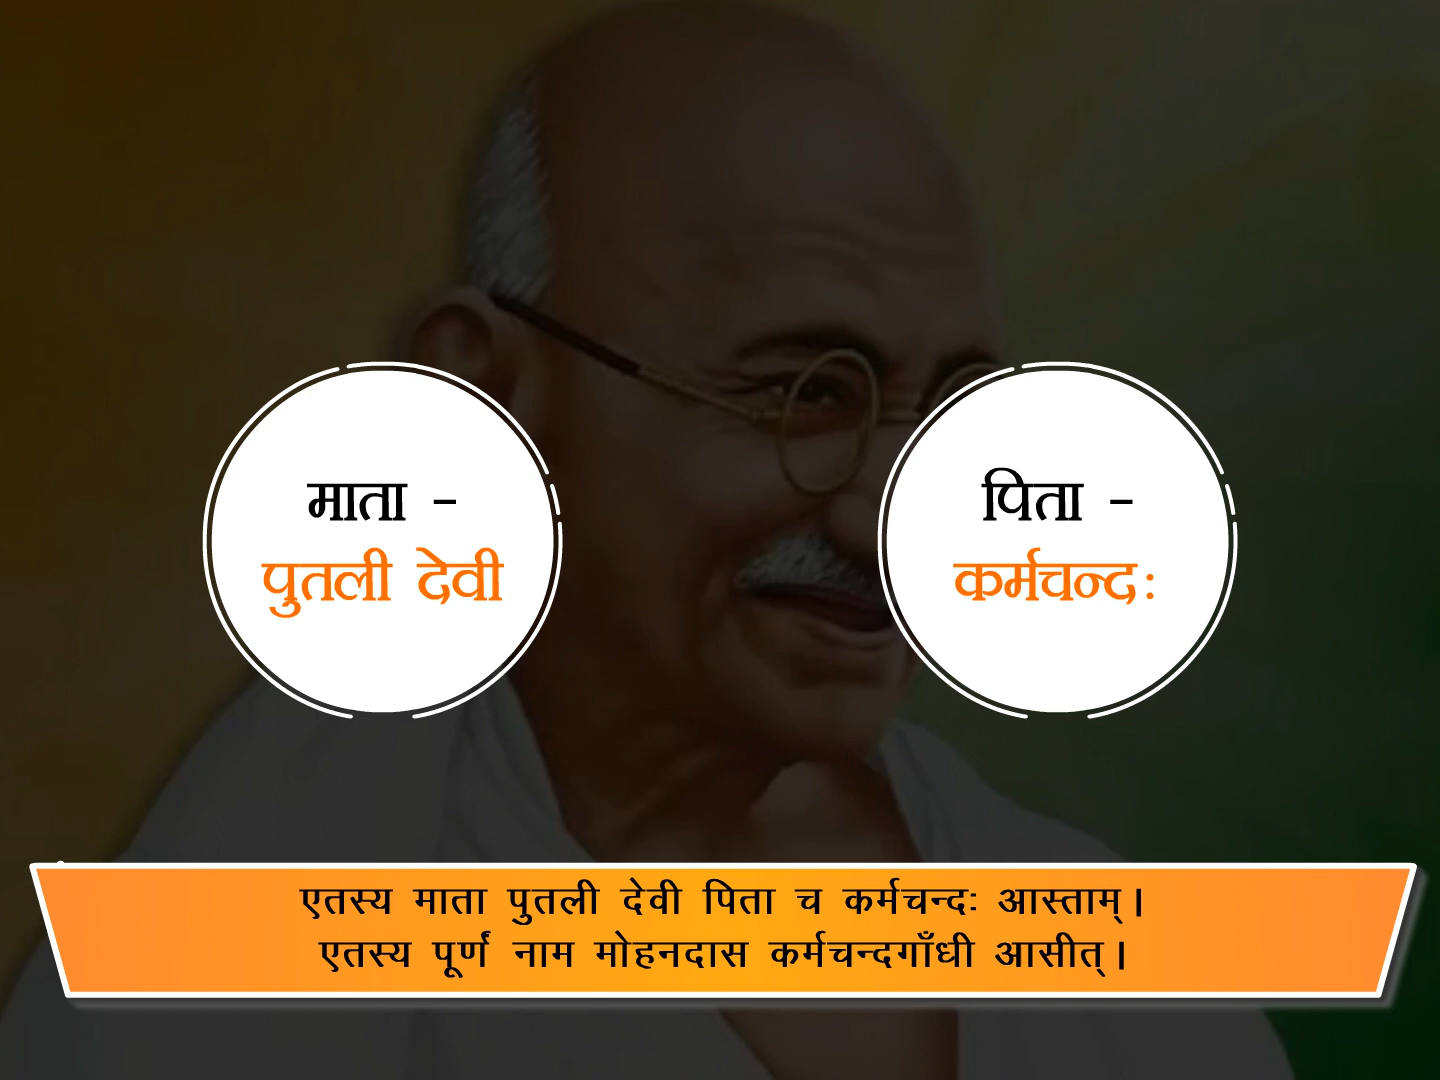 माता -
पुतली देवी
पिता -
कर्मचन्दः
एतस्य माता पुतली देवी पिता च कर्मचन्दः आस्ताम्।
एतस्य पूर्णं नाम मोहनदास कर्मचन्दगाँधी आसीत्।